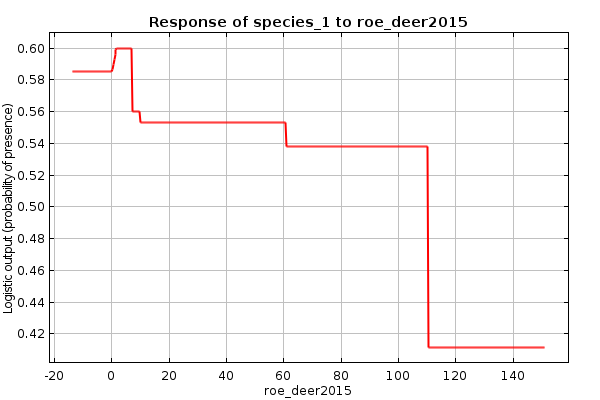 Response of species_1 to roe_deer2015
Logistic output (probability of presence)
0.60
0.58
0.56
0.54
0.52
0.50
0.48
0.46
0.44
0.42
-20 0 20 40 60 80 100 120 140
roe_deer2015